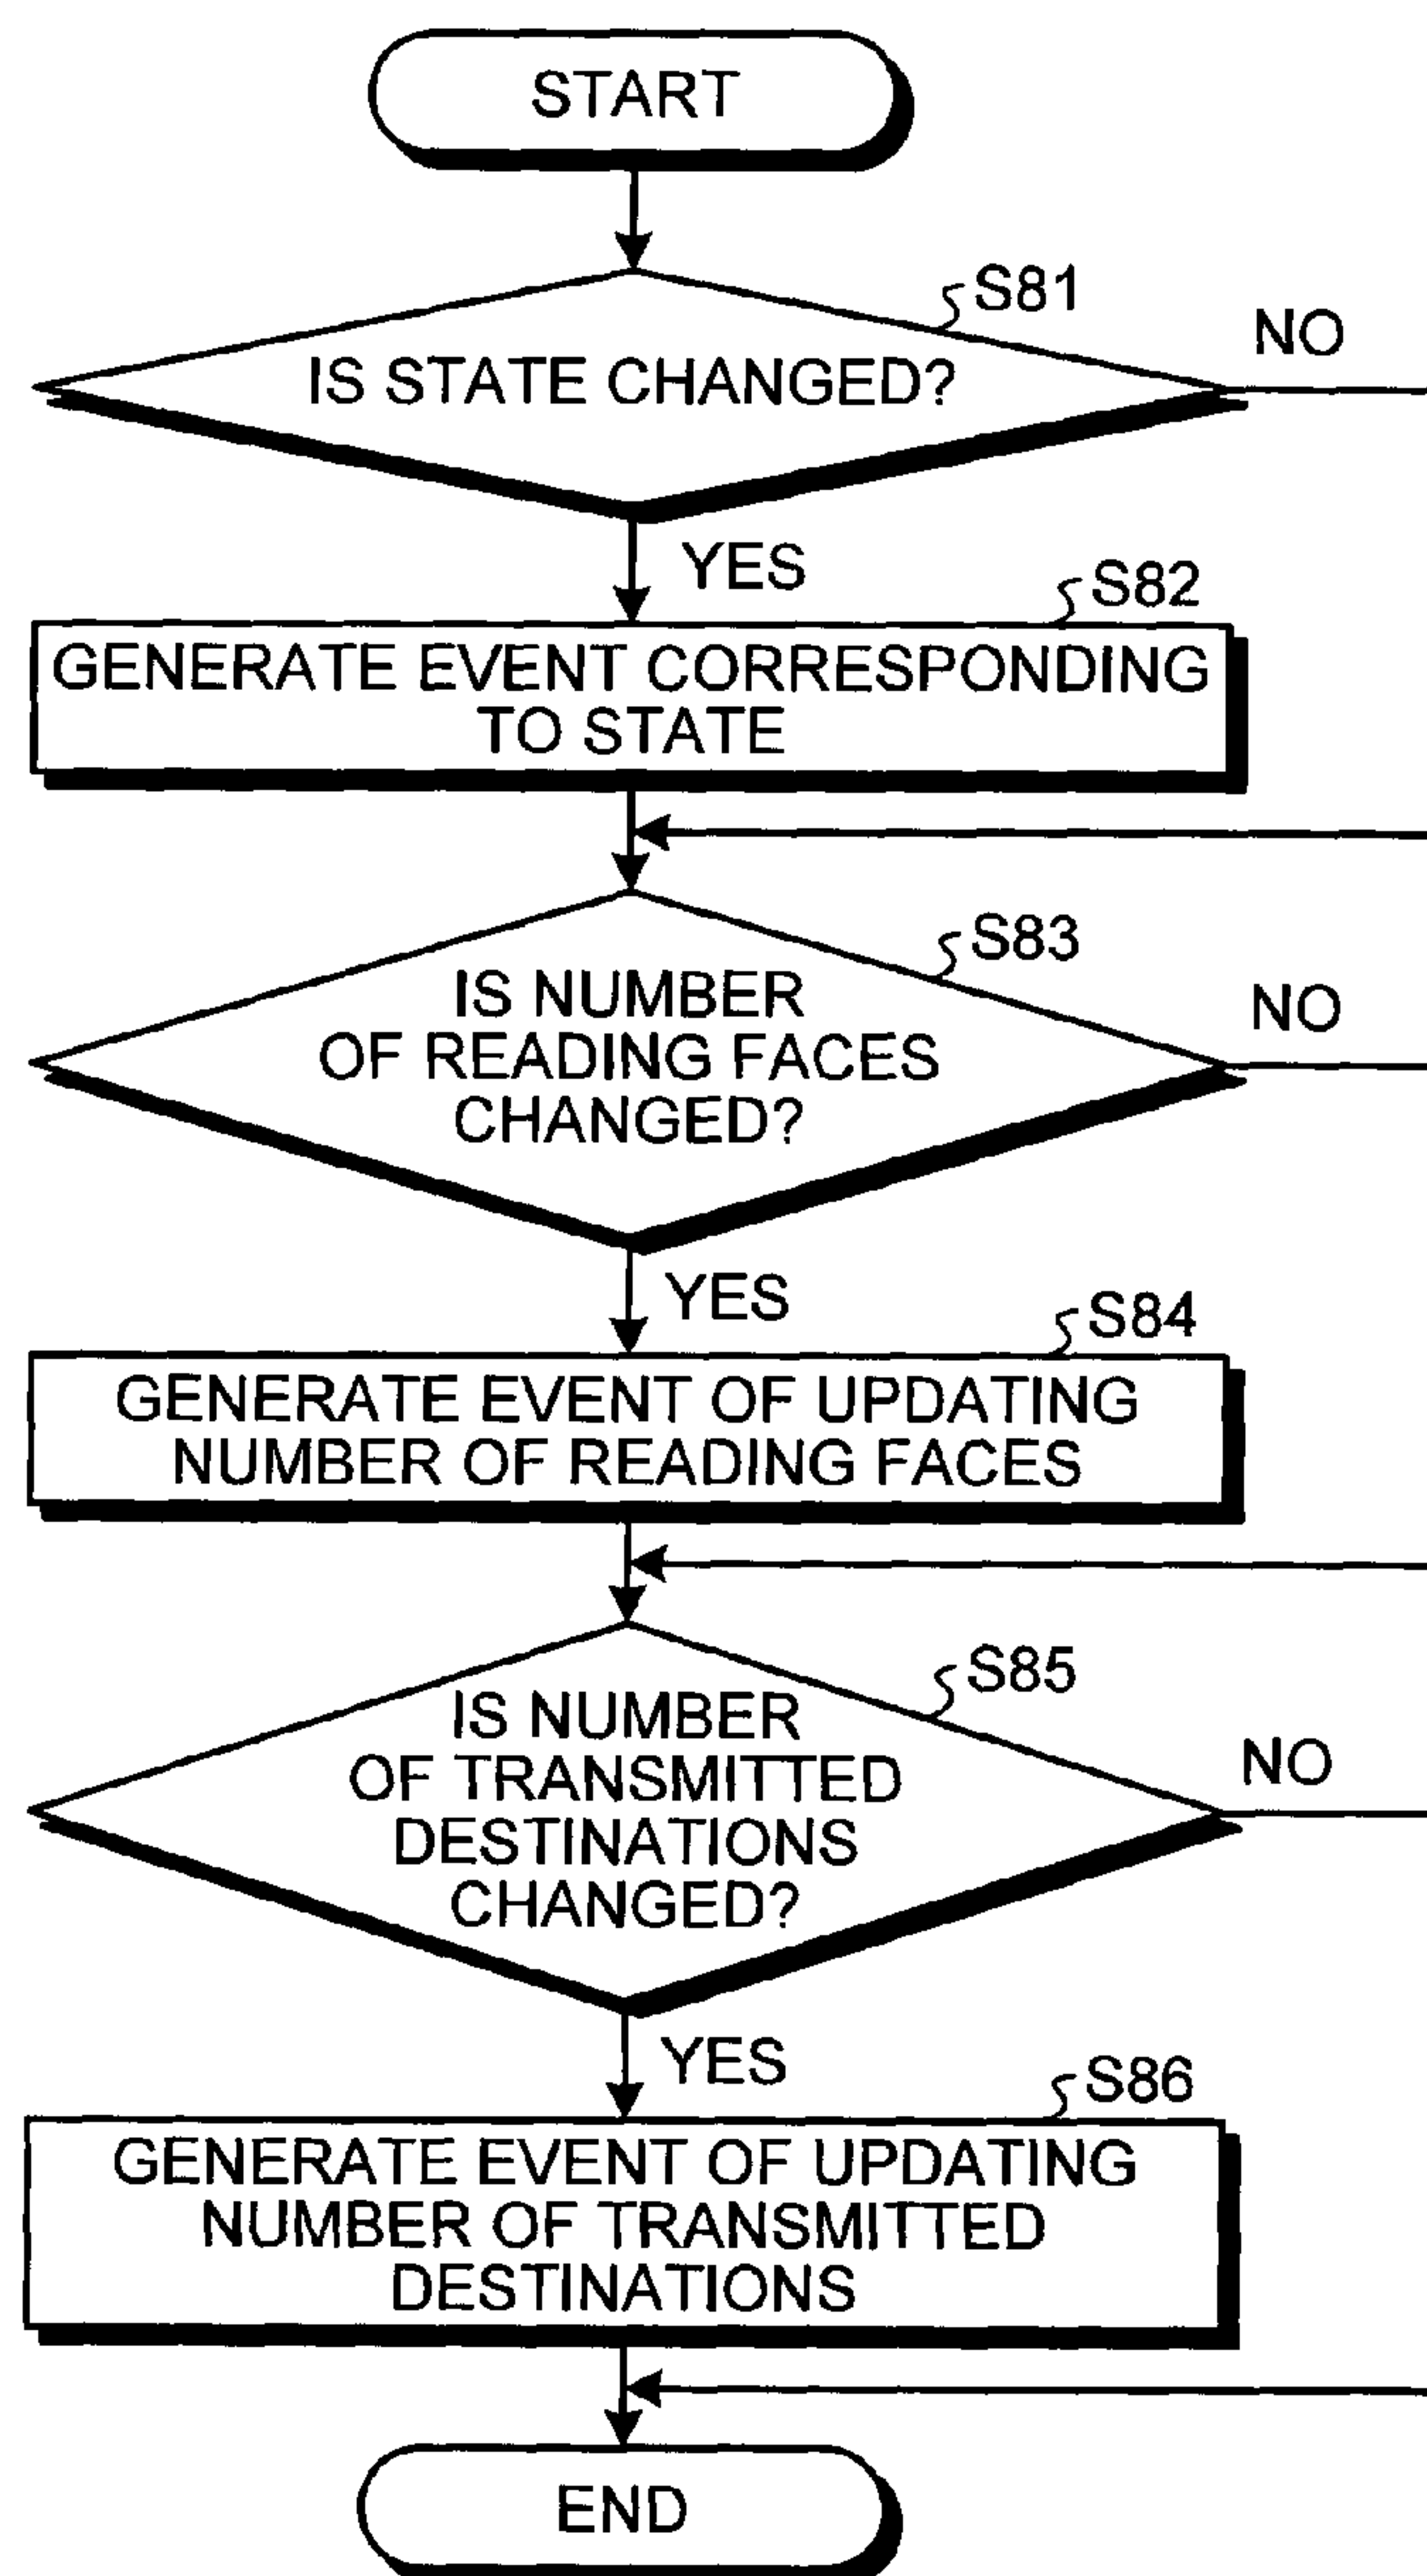 START
S81
NO
IS STATE CHANGED?
YES
S82
GENERATE EVENT CORRESPONDING
TO STATE
S83
IS NUMBER
NO
OF READING FACES
CHANGED?
YES
S84
GENERATE EVENT OF UPDATING
NUMBER OF READING FACES
S85
IS NUMBER
NO
OF TRANSMITTED
DESTINATIONS
CHANGED?
YES
S86
GENERATE EVENT OF UPDATING
NUMBER OF TRANSMITTED
DESTINATIONS
END